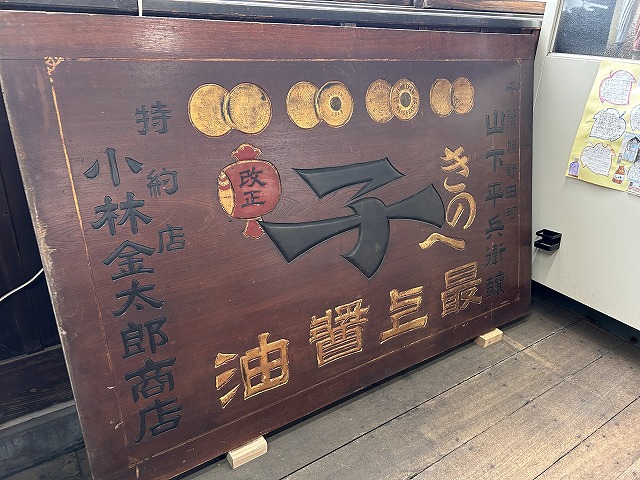 千葉縣野田町
山下平兵衛醸
きのへ
子
改正
最上醤油
特約店
小林金太郎商店